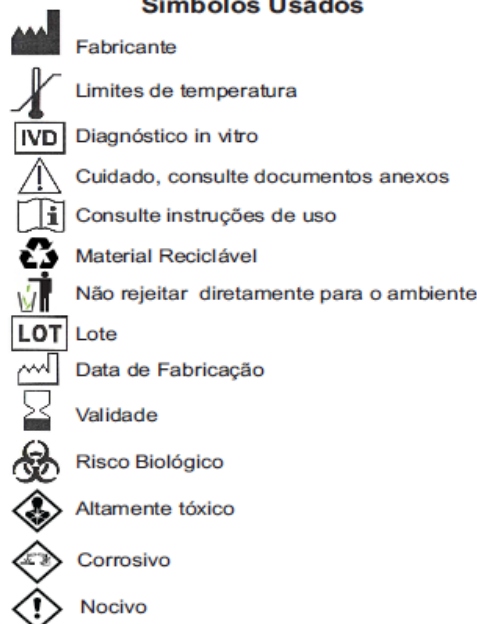 Símbolos Usados
Fabricante
Limites de temperatura
IVD Diagnóstico in vitro
Cuidado, consulte documentos anexos
i Consulte instruções de uso
Material Reciclável
Não rejeitar diretamente para o ambiente
LOT Lote
Data de Fabricação
Validade
Risco Biológico
Altamente tóxico
Corrosivo
Nocivo